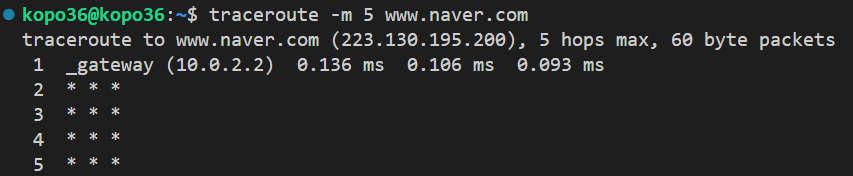 kopo36@kopo36:~$ traceroute -m 5 www.naver.com
traceroute to www.naver.com (223.130.195.200), 5 hops max, 60 byte packets
1 _gateway (10.0.2.2) 0.136 ms 0.106 ms 0.093 ms
2 * * *
3 * * *
4 * * *
5 * * *